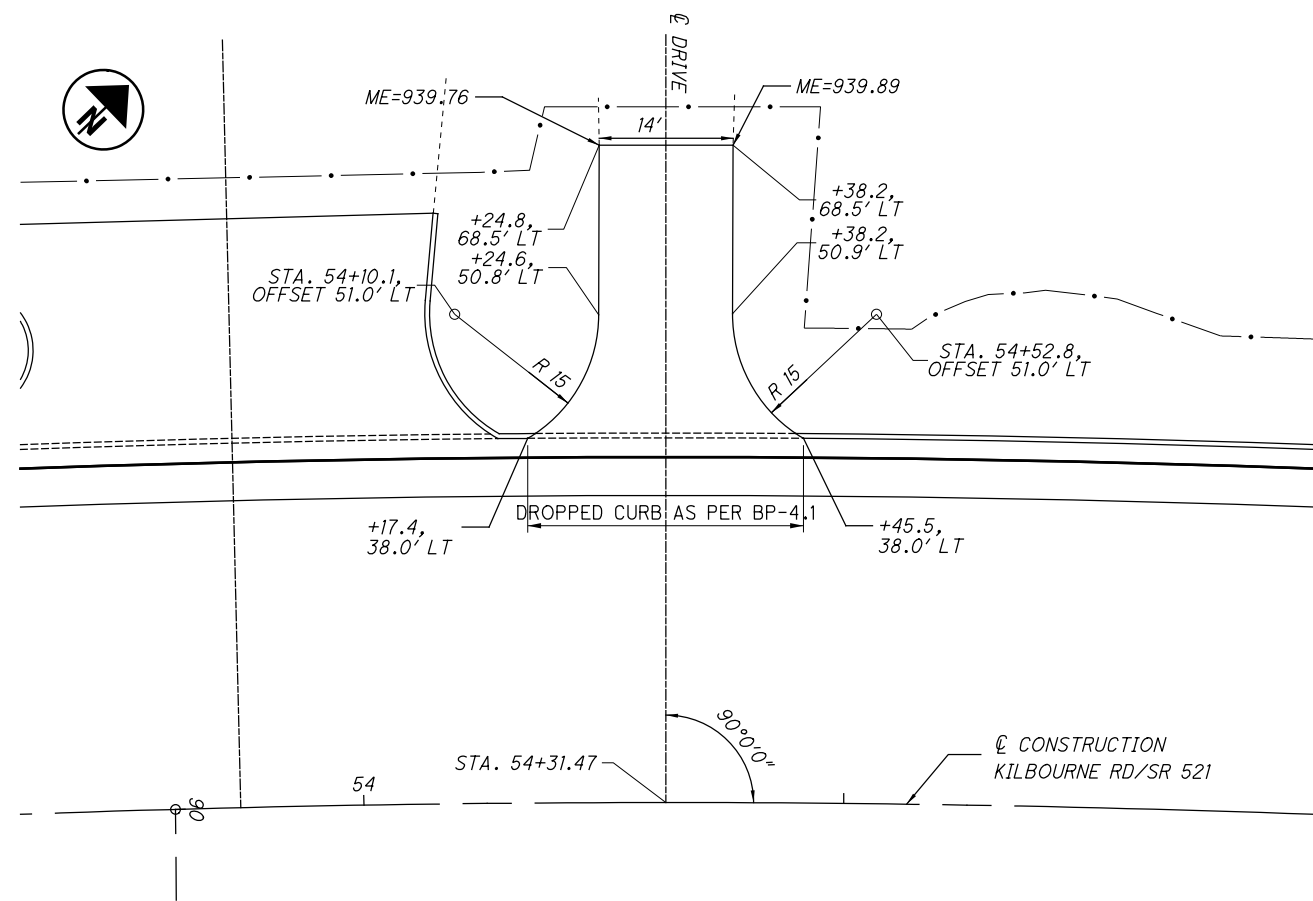 ℄ DRIVE
N
ME=939.76
ME=939.89
14'
+38.2,
68.5' LT
+24.8,
68.5' LT
+38.2,
50.9' LT
+24.6,
50.8' LT
STA. 54+10.1,
OFFSET 51.0' LT
R 15
R 15
STA. 54+52.8,
OFFSET 51.0' LT
DROPPED CURB AS PER BP-4.1
+17.4,
38.0' LT
+45.5,
38.0' LT
90°0'0"
℄ CONSTRUCTION
KILBOURNE RD/SR 521
STA. 54+31.47
54
90